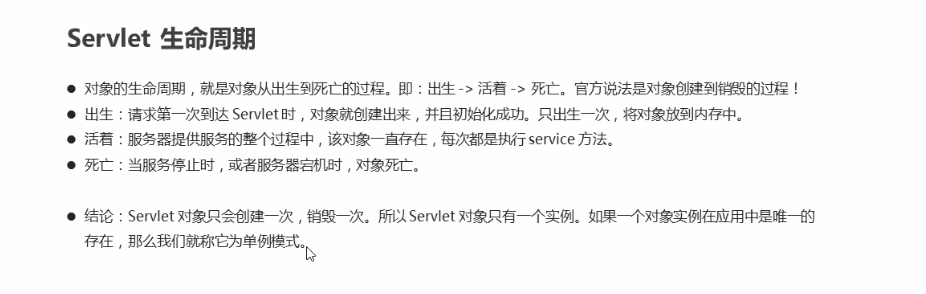 Servlet 生命周期
● 对象的生命周期，就是对象从出生到死亡的过程。即：出生 -> 活着 -> 死亡。官方说法是对象创建到销毁的过程！
● 出生：请求第一次到达 Servlet 时，对象就创建出来，并且初始化成功。只出生一次，将对象放到内存中。
● 活着：服务器提供服务的整个过程中，该对象一直存在，每次都是执行 service 方法。
● 死亡：当服务停止时，或者服务器宕机时，对象死亡。
● 结论：Servlet 对象只会创建一次，销毁一次。所以 Servlet 对象只有一个实例。如果一个对象实例在应用中是唯一的
存在，那么我们就称它为单例模式。